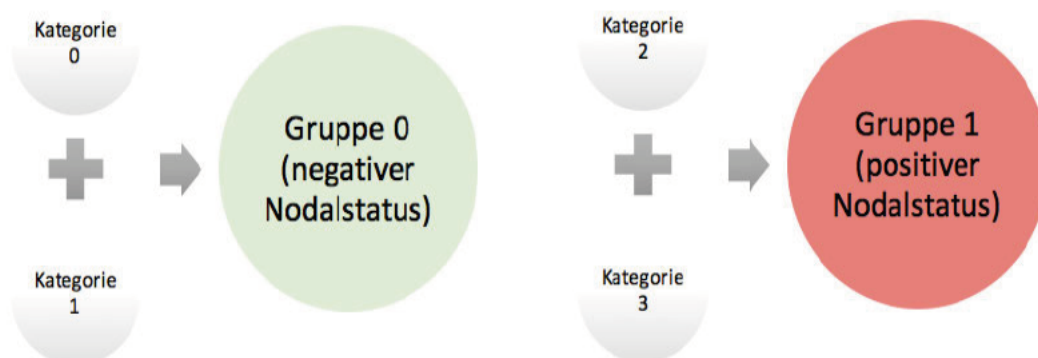 Kategorie
0
Kategorie
1
Gruppe 0
(negativer
Nodalstatus)
Kategorie
2
Kategorie
3
Gruppe 1
(positiver
Nodalstatus)